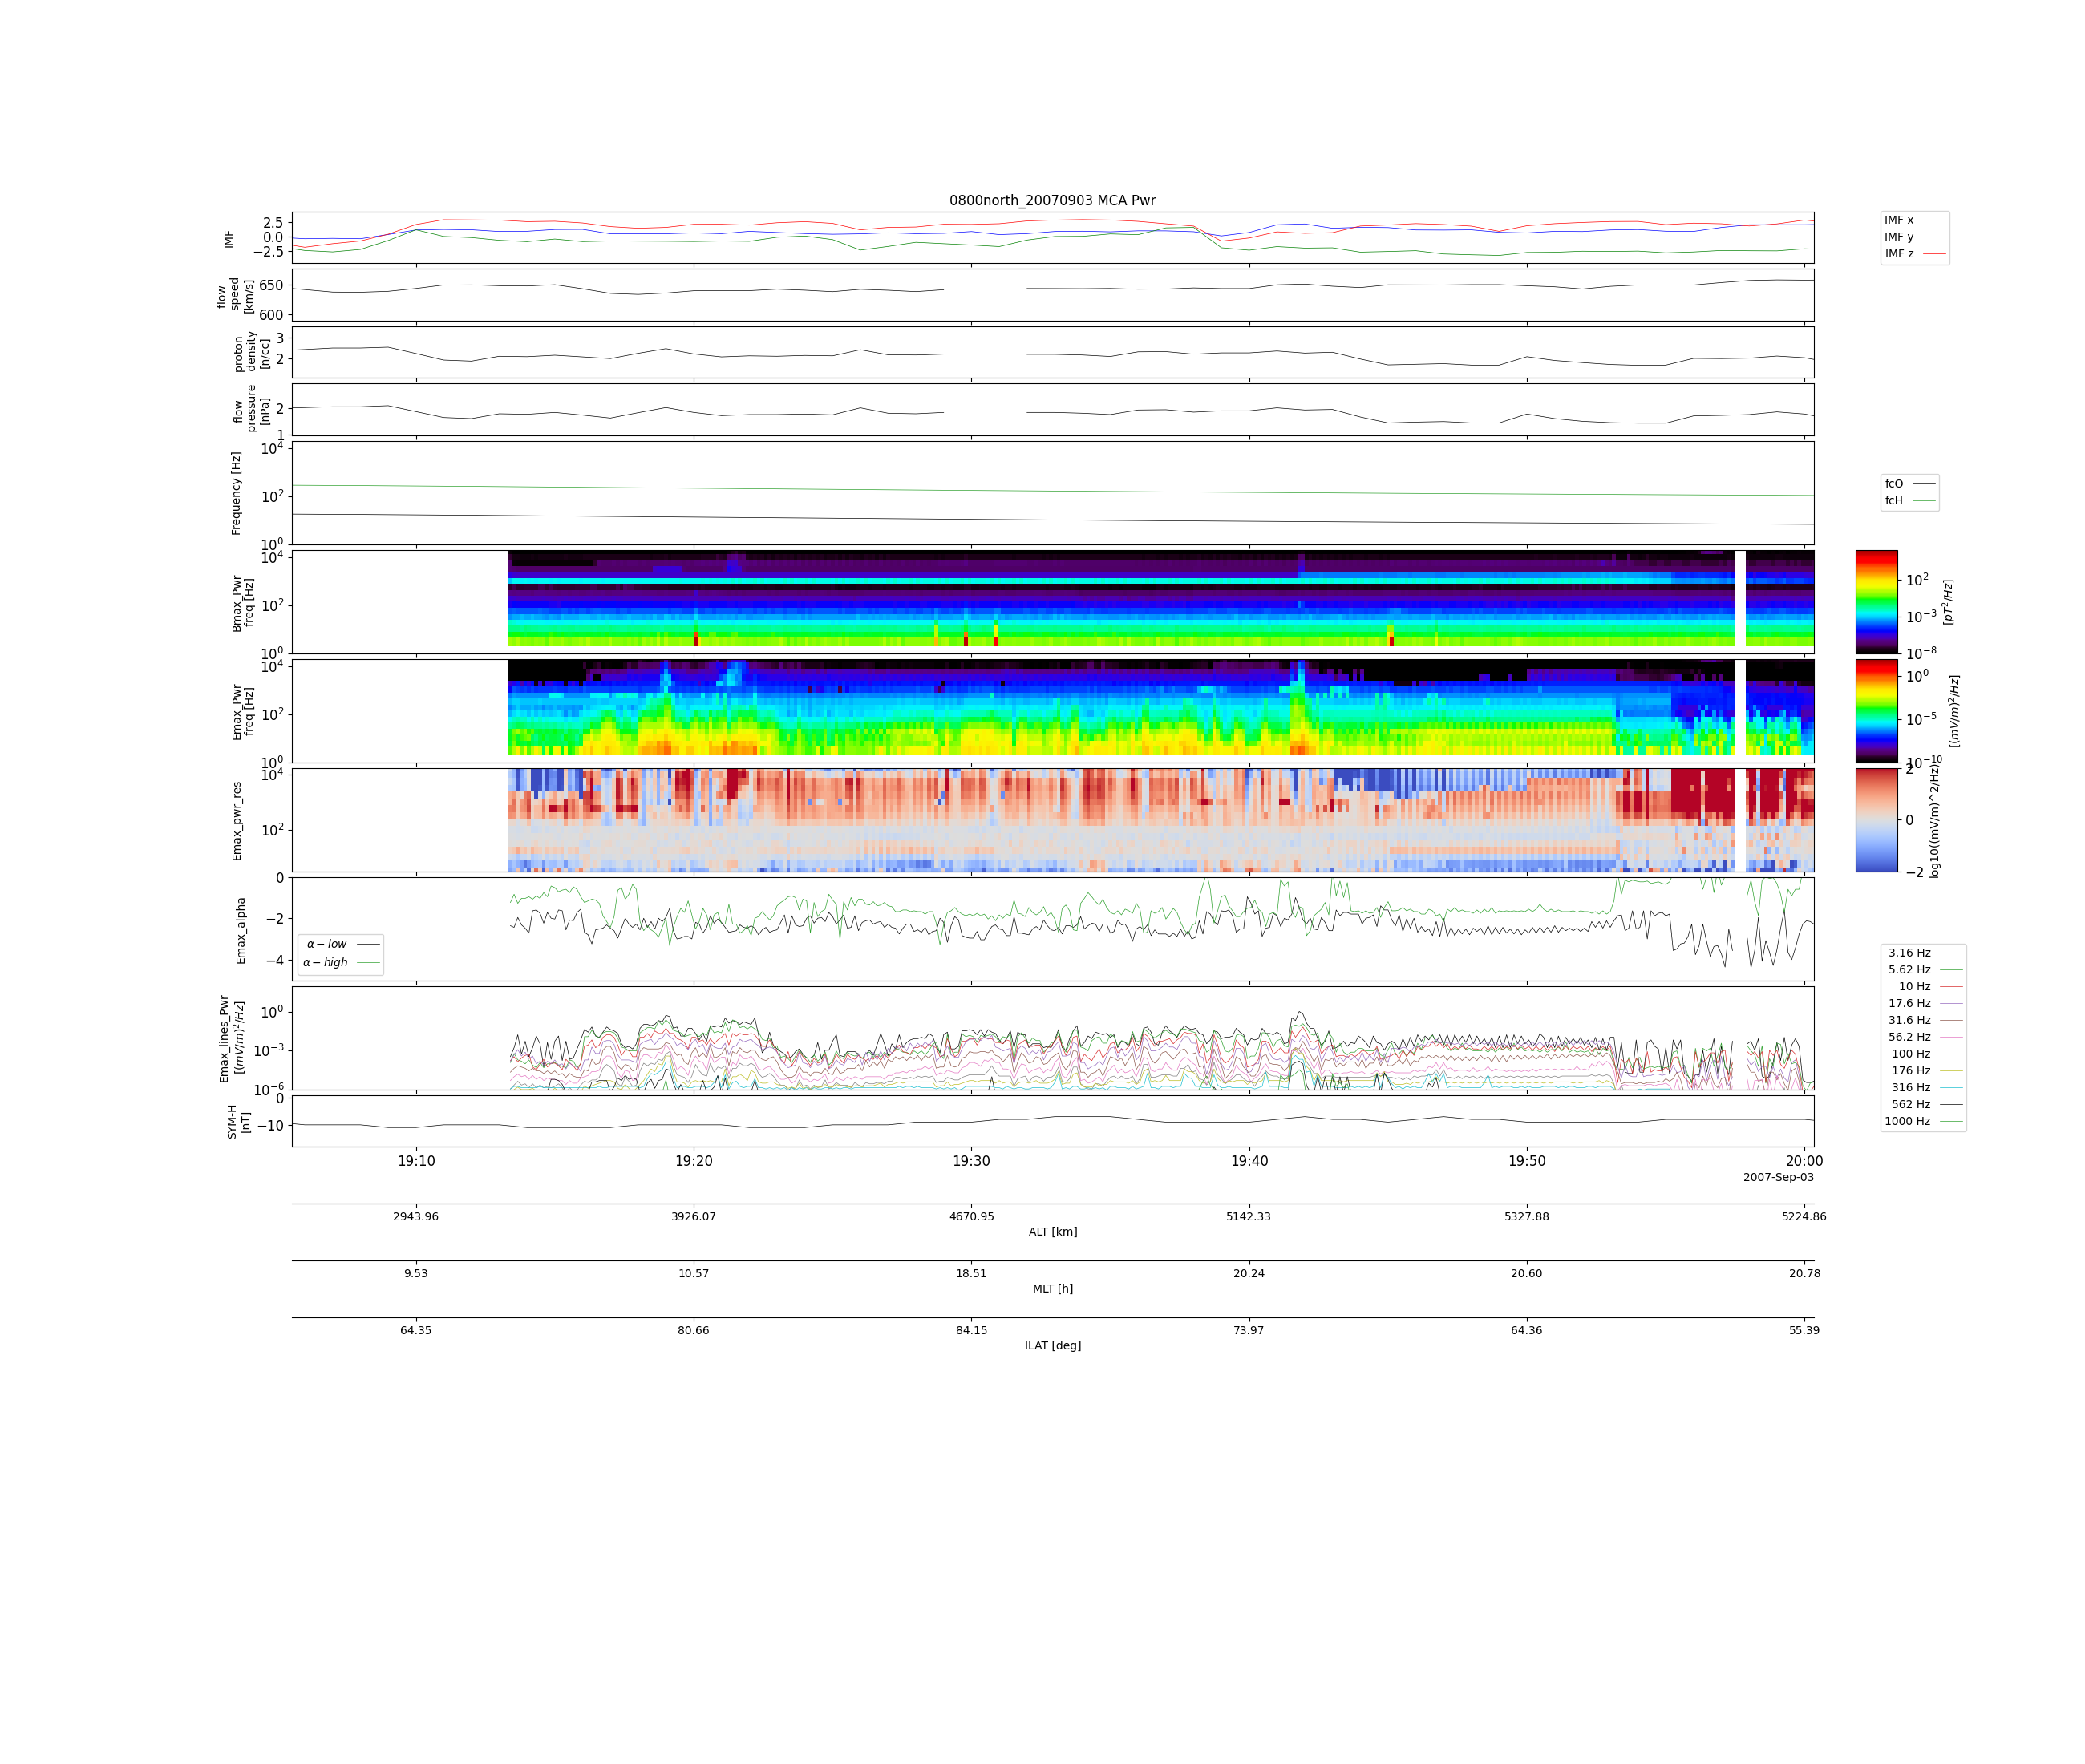 0800north_20070903 MCA Pwr
IMF
2.5
0.0
−2.5
IMF x
IMF y
IMF z
flow
speed
[km/s]
650
600
proton
density
[n/cc]
3
2
flow
pressure
[nPa]
2
1
Frequency [Hz]
10^4
10^2
10^0
fcO
fcH
Bmax_Pwr
freq [Hz]
10^4
10^2
10^0
10^2
10^−3
10^−8
[pT^2/Hz]
Emax_Pwr
freq [Hz]
10^4
10^2
10^0
10^0
10^−5
10^−10
[(mV/m)^2/Hz]
Emax_pwr_res
10^4
10^2
2
0
−2
log10((mV/m)^2/Hz)
Emax_alpha
0
−2
−4
α − low
α − high
Emax_lines_Pwr
[(mV/m)^2/Hz]
10^0
10^−3
10^−6
3.16 Hz
5.62 Hz
10 Hz
17.6 Hz
31.6 Hz
56.2 Hz
100 Hz
176 Hz
316 Hz
562 Hz
1000 Hz
SYM-H
[nT]
0
−10
19:10 19:20 19:30 19:40 19:50 20:00
2007-Sep-03
2943.96 3926.07 4670.95 5142.33 5327.88 5224.86
ALT [km]
9.53 10.57 18.51 20.24 20.60 20.78
MLT [h]
64.35 80.66 84.15 73.97 64.36 55.39
ILAT [deg]